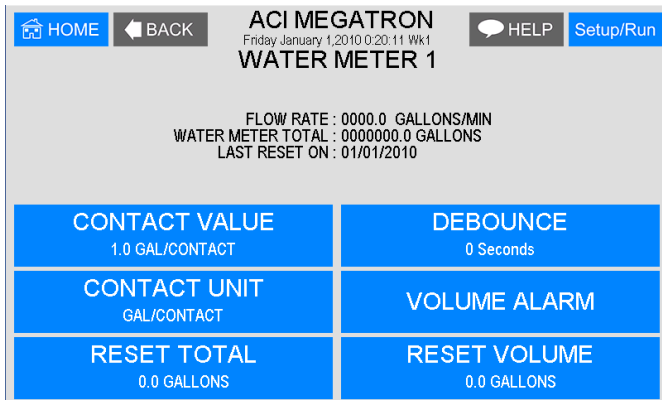 HOME
BACK
ACI MEGATRON
Friday January 1,2010 0:20:11 Wk1
WATER METER 1
HELP
Setup/Run
FLOW RATE : 0000.0 GALLONS/MIN
WATER METER TOTAL : 0000000.0 GALLONS
LAST RESET ON : 01/01/2010
CONTACT VALUE
1.0 GAL/CONTACT
DEBOUNCE
0 Seconds
CONTACT UNIT
GAL/CONTACT
VOLUME ALARM
RESET TOTAL
0.0 GALLONS
RESET VOLUME
0.0 GALLONS